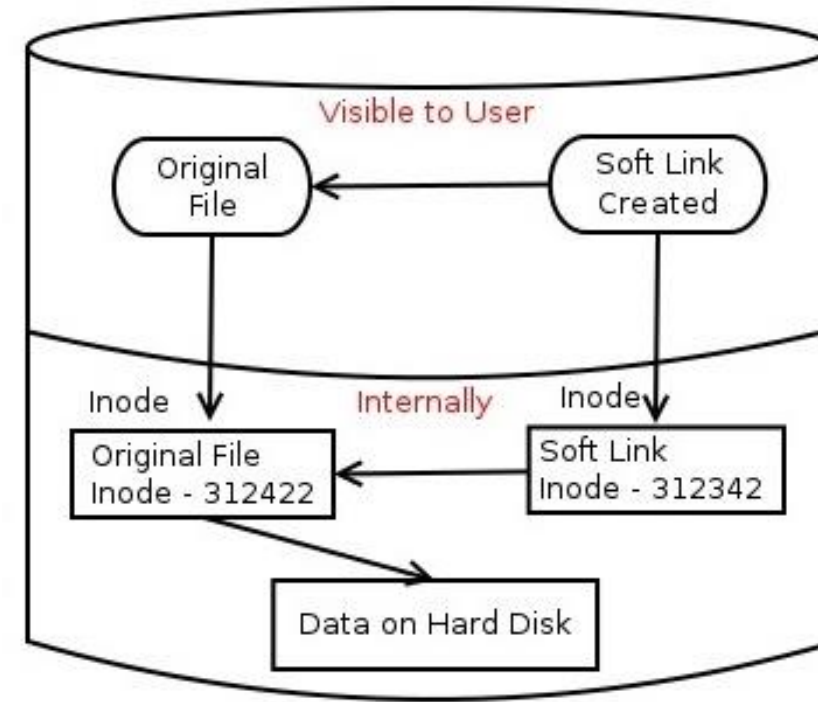 Visible to User
Original
File
Soft Link
Created
Inode
Internally
Inode
Original File
Inode - 312422
Soft Link
Inode - 312342
Data on Hard Disk